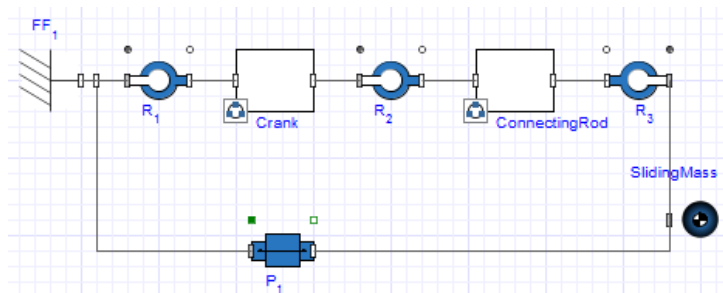 FF1
R1
Crank
R2
ConnectingRod
R3
SlidingMass
P1